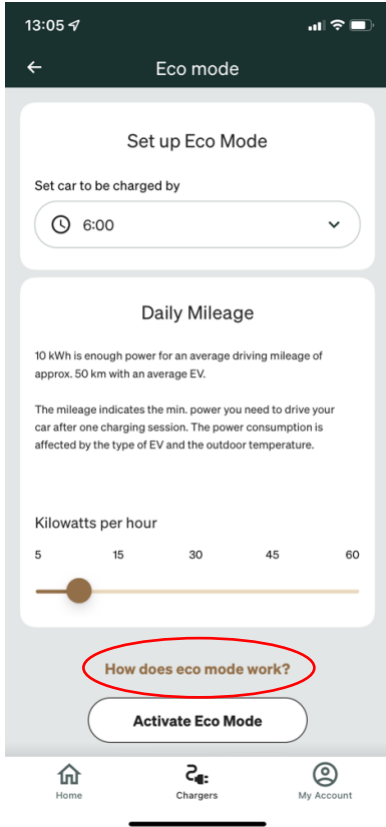 13:05
Eco mode
Set up Eco Mode
Set car to be charged by
6:00
Daily Mileage
10 kWh is enough power for an average driving mileage of
approx. 50 km with an average EV.
The mileage indicates the min. power you need to drive your
car after one charging session. The power consumption is
affected by the type of EV and the outdoor temperature.
Kilowatts per hour
5 15 30 45 60
How does eco mode work?
Activate Eco Mode
Home Chargers My Account